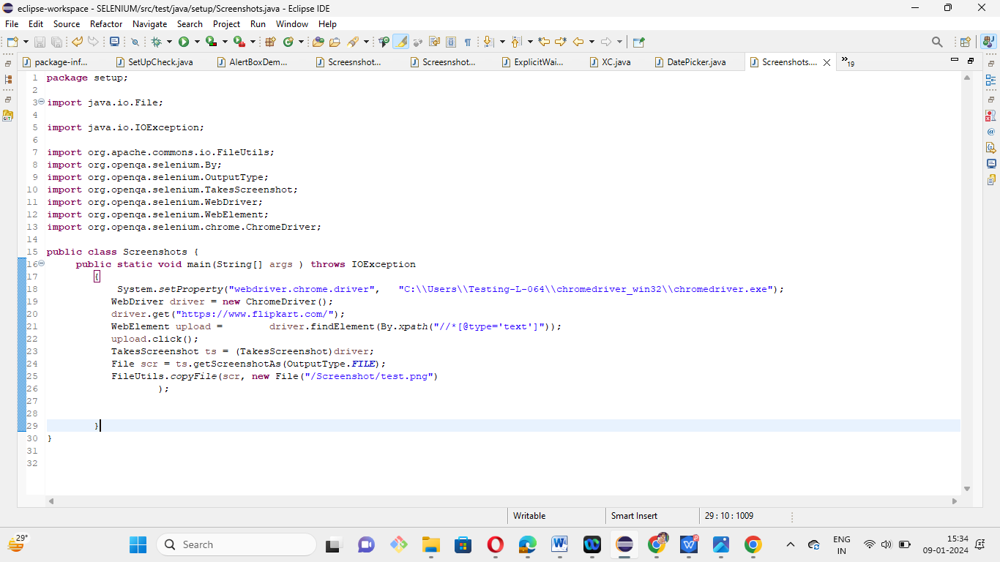 eclipse-workspace - SELENIUM/src/test/java/setup/Screenshots.java - Eclipse IDE
File Edit Source Refactor Navigate Search Project Run Window Help
package-inf... SetUpCheck.java AlertBoxDem... Screesnshot... Screesnshot... ExplicitWai... XC.java DatePicker.java Screenshots.... »19
1 package setup;
2
3 import java.io.File;
4
5 import java.io.IOException;
6
7 import org.apache.commons.io.FileUtils;
8 import org.openqa.selenium.By;
9 import org.openqa.selenium.OutputType;
10 import org.openqa.selenium.TakesScreenshot;
11 import org.openqa.selenium.WebDriver;
12 import org.openqa.selenium.WebElement;
13 import org.openqa.selenium.chrome.ChromeDriver;
14
15 public class Screenshots {
16 public static void main(String[] args ) throws IOException
17 {
18 System.setProperty("webdriver.chrome.driver", "C:\\Users\\Testing-L-064\\chromedriver_win32\\chromedriver.exe");
19 WebDriver driver = new ChromeDriver();
20 driver.get("https://www.flipkart.com/");
21 WebElement upload = driver.findElement(By.xpath("//*[@type='text']"));
22 upload.click();
23 TakesScreenshot ts = (TakesScreenshot)driver;
24 File scr = ts.getScreenshotAs(OutputType.FILE);
25 FileUtils.copyFile(scr, new File("/Screenshot/test.png")
26 );
27
28
29 }
30 }
31
32
Writable Smart Insert 29 : 10 : 1009
29° Search ENG 15:34
IN 09-01-2024